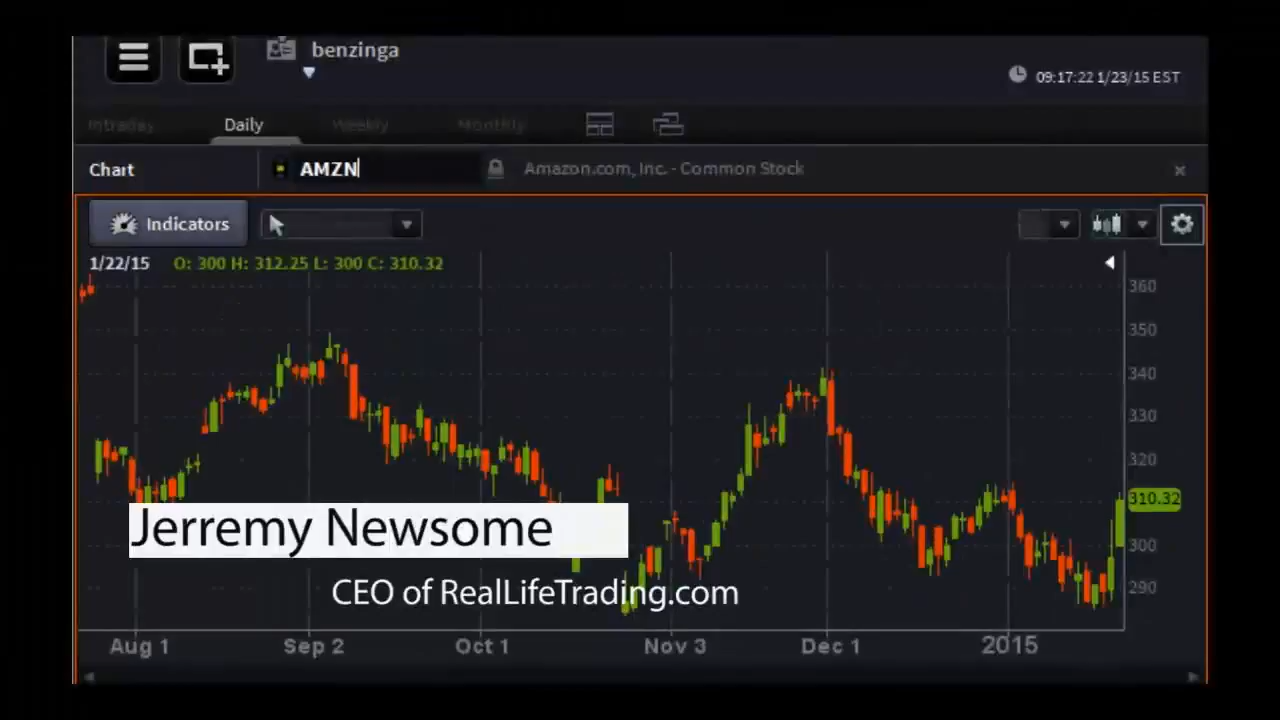 benzinga
09:17:22 1/23/15 EST
Intraday Daily Weekly Monthly
Chart AMZN Amazon.com, Inc. - Common Stock
Indicators
1/22/15 O: 300 H: 312.25 L: 300 C: 310.32
360
350
340
330
320
310.32
300
290
Jerremy Newsome
CEO of RealLifeTrading.com
Aug 1 Sep 2 Oct 1 Nov 3 Dec 1 2015